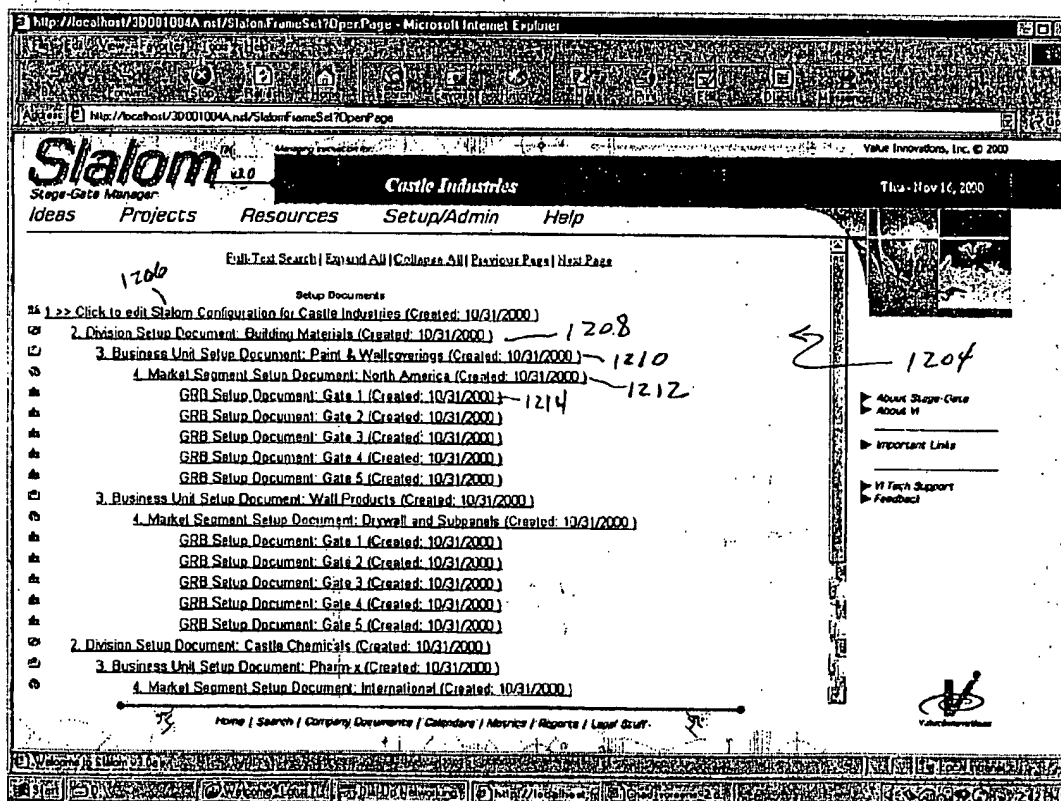 http://localhost/3D001004A.nsf/SlalomFrameSet?OpenPage - Microsoft Internet Explorer
Address http://localhost/3D001004A.nsf/SlalomFrameSet?OpenPage
Slalom™ v3.0
Stage-Gate Manager
Castle Industries
Value Innovations, Inc. © 2000
Thu - Nov 16, 2000
Ideas Projects Resources Setup/Admin Help
Full-Text Search | Expand All | Collapse All | Previous Page | Next Page
1206
Setup Documents
1 >> Click to edit Slalom Configuration for Castle Industries (Created: 10/31/2000)
2. Division Setup Document: Building Materials (Created: 10/31/2000) 1208
3. Business Unit Setup Document: Paint & Wallcoverings (Created: 10/31/2000) 1210
1204
4. Market Segment Setup Document: North America (Created: 10/31/2000) 1212
GRB Setup Document: Gate 1 (Created: 10/31/2000) 1214
GRB Setup Document: Gate 2 (Created: 10/31/2000)
GRB Setup Document: Gate 3 (Created: 10/31/2000)
GRB Setup Document: Gate 4 (Created: 10/31/2000)
GRB Setup Document: Gate 5 (Created: 10/31/2000)
3. Business Unit Setup Document: Wall Products (Created: 10/31/2000)
4. Market Segment Setup Document: Drywall and Subpanels (Created: 10/31/2000)
GRB Setup Document: Gate 1 (Created: 10/31/2000)
GRB Setup Document: Gate 2 (Created: 10/31/2000)
GRB Setup Document: Gate 3 (Created: 10/31/2000)
GRB Setup Document: Gate 4 (Created: 10/31/2000)
GRB Setup Document: Gate 5 (Created: 10/31/2000)
2. Division Setup Document: Castle Chemicals (Created: 10/31/2000)
3. Business Unit Setup Document: Pharm-x (Created: 10/31/2000)
4. Market Segment Setup Document: International (Created: 10/31/2000)
About Stage-Gate
About VI
Important Links
VI Tech Support
Feedback
Home | Search | Company Documents | Calendars | Metrics | Reports | Legal Stuff
ValueInnovations